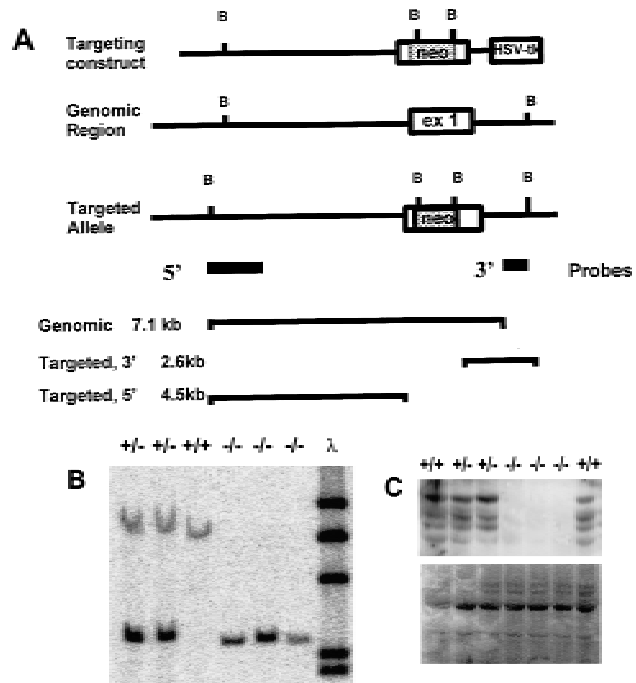 A
Targeting
construct
B
B
B
neo
HSV-tk
Genomic
Region
B
ex 1
B
Targeted
Allele
B
B
B
B
neo
5’
3’
Probes
Genomic 7.1 kb
Targeted, 3’ 2.6kb
Targeted, 5’ 4.5kb
B
+/- +/- +/+ -/- -/- -/- λ
C
+/+ +/- +/- -/- -/- -/- +/+